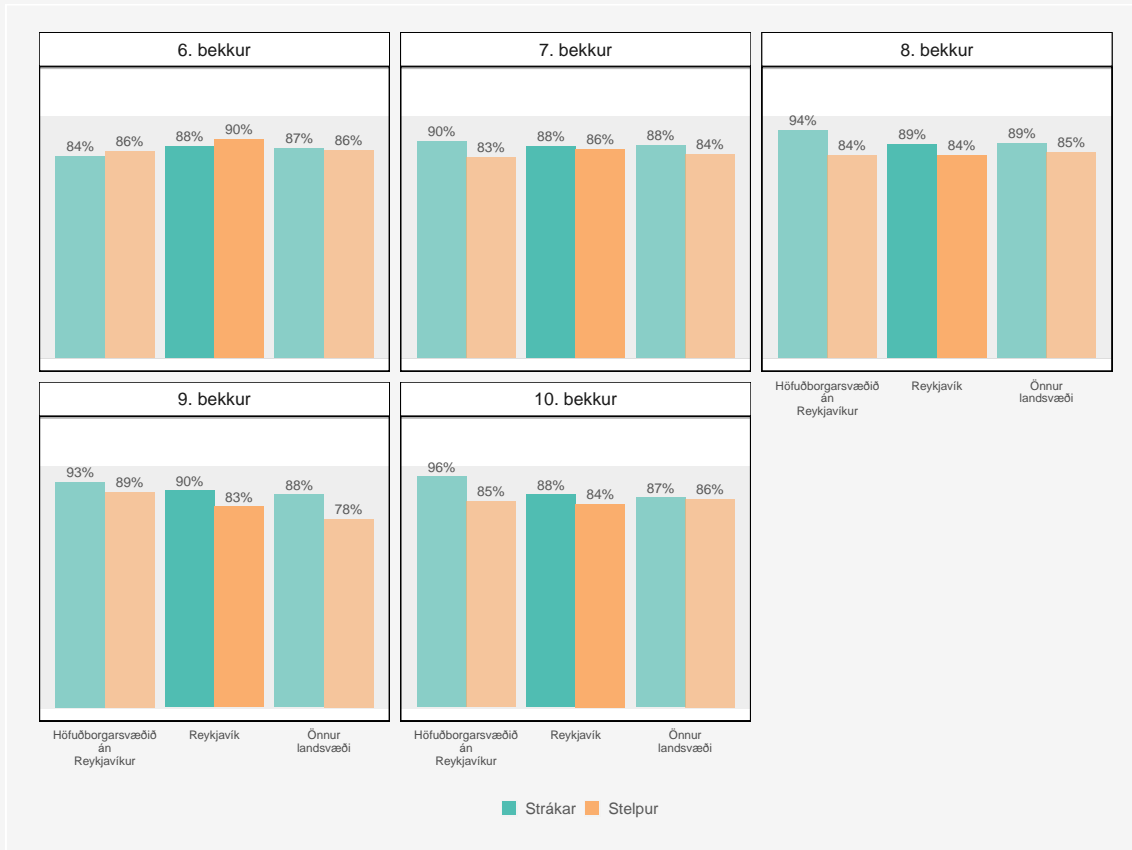 6. bekkur
84% 86% 88% 90% 87% 86%
7. bekkur
90% 83% 88% 86% 88% 84%
8. bekkur
94% 84% 89% 84% 89% 85%
Höfuðborgarsvæðið
án
Reykjavíkur
Reykjavík
Önnur
landsvæði
9. bekkur
93% 89% 90% 83% 88% 78%
Höfuðborgarsvæðið
án
Reykjavíkur
Reykjavík
Önnur
landsvæði
10. bekkur
96% 85% 88% 84% 87% 86%
Höfuðborgarsvæðið
án
Reykjavíkur
Reykjavík
Önnur
landsvæði
Strákar Stelpur